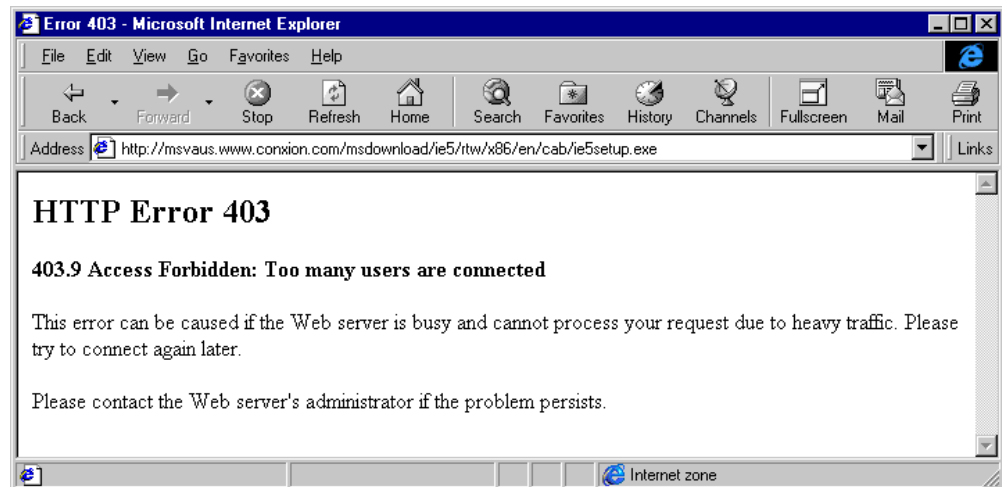 Error 403 - Microsoft Internet Explorer
File Edit View Go Favorites Help
Back Forward Stop Refresh Home Search Favorites History Channels Fullscreen Mail Print
Address http://msvaus.www.conxion.com/msdownload/ie5/rtw/x86/en/cab/ie5setup.exe Links
HTTP Error 403
403.9 Access Forbidden: Too many users are connected
This error can be caused if the Web server is busy and cannot process your request due to heavy traffic. Please
try to connect again later.
Please contact the Web server's administrator if the problem persists.
Internet zone